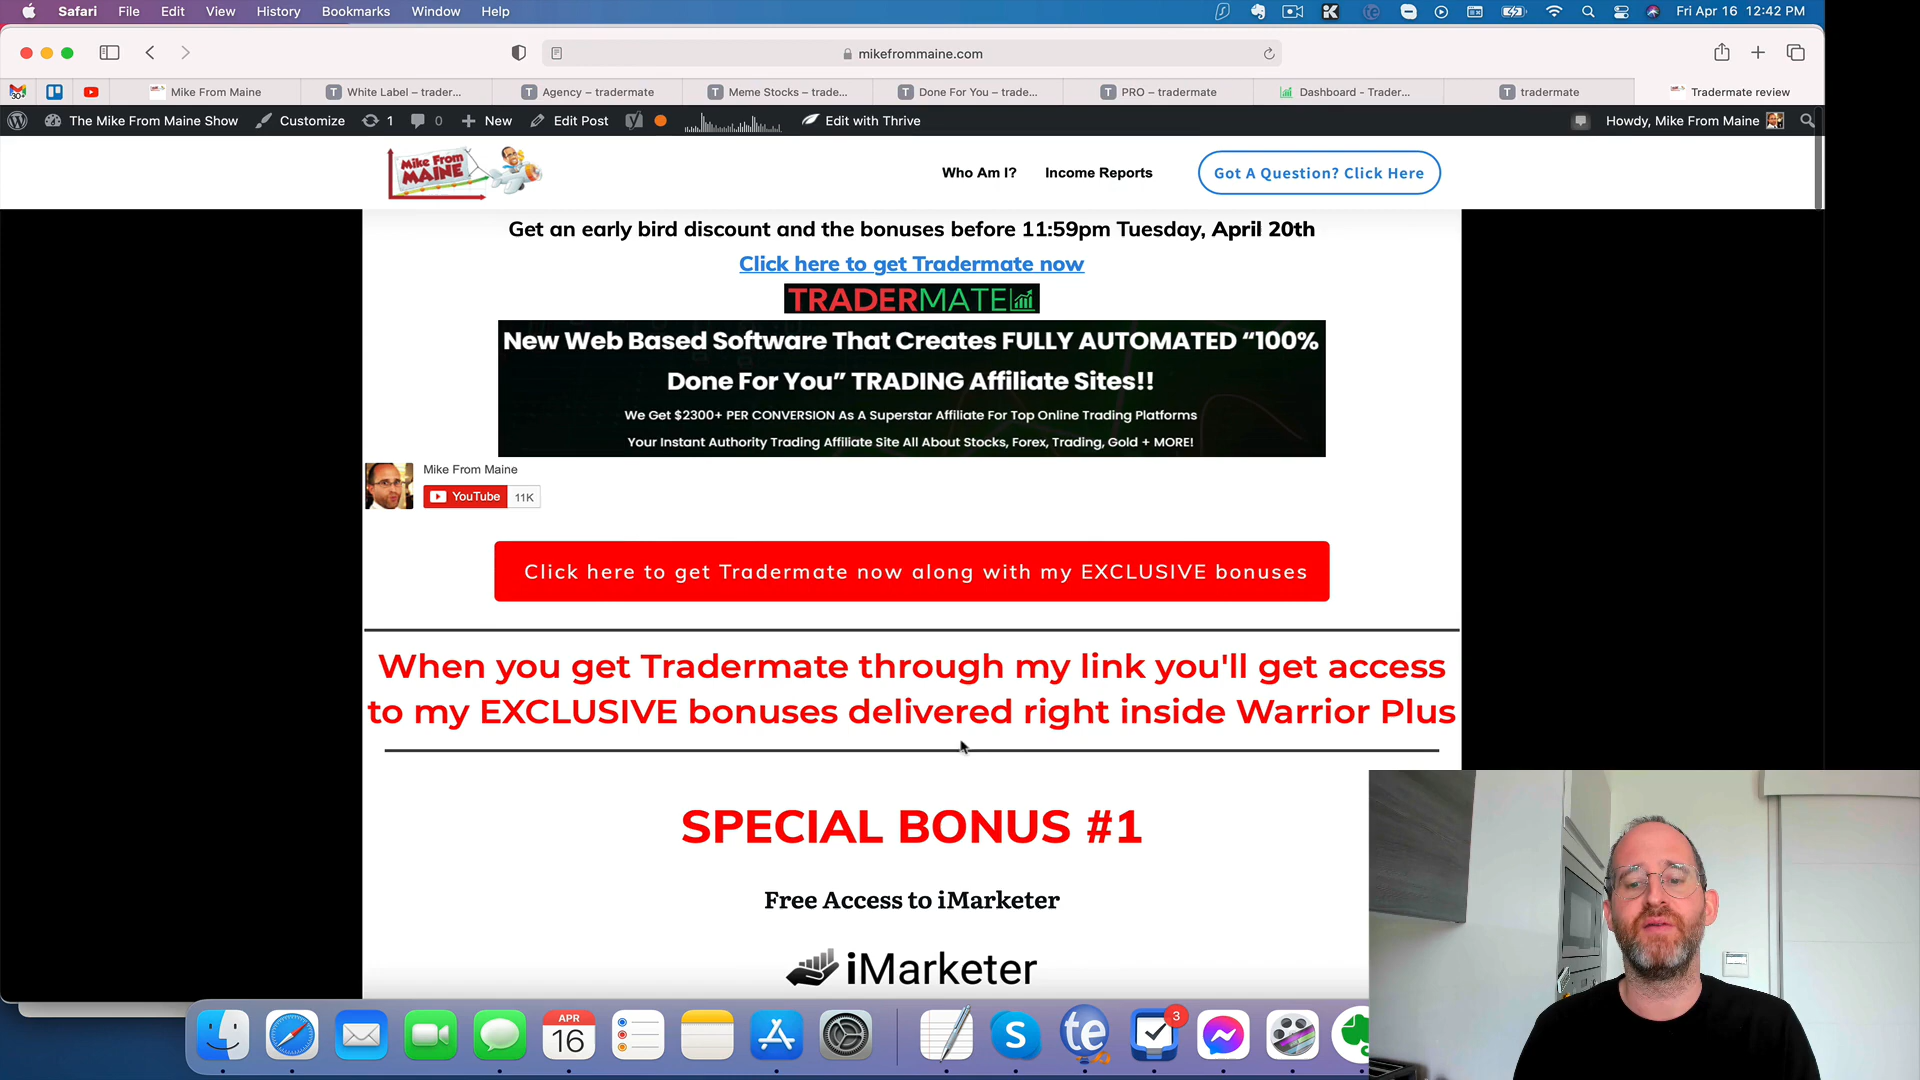 Safari File Edit View History Bookmarks Window Help Fri Apr 16 12:42 PM
mikefrommaine.com
Mike From Maine White Label – trader... Agency – tradermate Meme Stocks – trade... Done For You – trade... PRO – tradermate Dashboard - Trader... tradermate Tradermate review
The Mike From Maine Show Customize 1 0 New Edit Post Edit with Thrive Howdy, Mike From Maine
Mike From
MAINE
Who Am I? Income Reports Got A Question? Click Here
Get an early bird discount and the bonuses before 11:59pm Tuesday, April 20th
Click here to get Tradermate now
TRADERMATE
New Web Based Software That Creates FULLY AUTOMATED “100%
Done For You” TRADING Affiliate Sites!!
We Get $2300+ PER CONVERSION As A Superstar Affiliate For Top Online Trading Platforms
Your Instant Authority Trading Affiliate Site All About Stocks, Forex, Trading, Gold + MORE!
Mike From Maine
YouTube 11K
Click here to get Tradermate now along with my EXCLUSIVE bonuses
When you get Tradermate through my link you'll get access
to my EXCLUSIVE bonuses delivered right inside Warrior Plus
SPECIAL BONUS #1
Free Access to iMarketer
iMarketer
APR
16
te
3